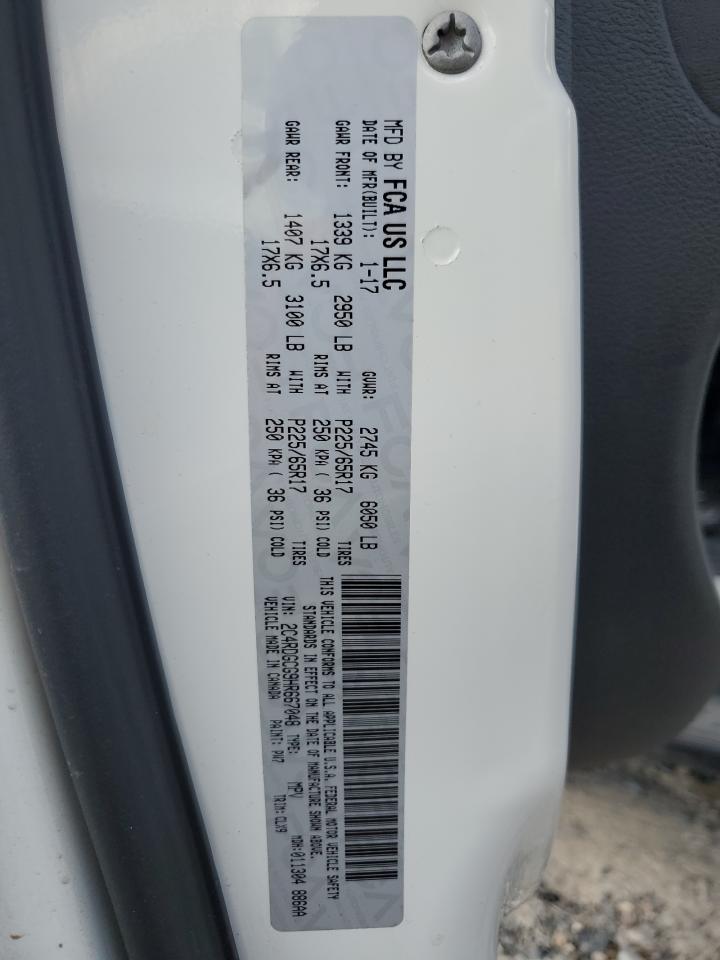 MFD BY FCA US LLC
DATE OF MFR(BUILT): 1-17 GVWR: 2745 KG 6050 LB
GAWR FRONT: 1339 KG 2950 LB WITH P225/65R17 TIRES
17X6.5 RIMS AT 250 KPA ( 36 PSI) COLD
GAWR REAR: 1407 KG 3100 LB WITH P225/65R17 TIRES
17X6.5 RIMS AT 250 KPA ( 36 PSI) COLD
THIS VEHICLE CONFORMS TO ALL APPLICABLE U.S.A. FEDERAL MOTOR VEHICLE SAFETY
STANDARDS IN EFFECT ON THE DATE OF MANUFACTURE SHOWN ABOVE.
VIN: 2C4RDGCG9HR667048 TYPE: MPV MDH:011304 886AA
VEHICLE MADE IN CANADA PAINT: PW7 TRIM: QLX9